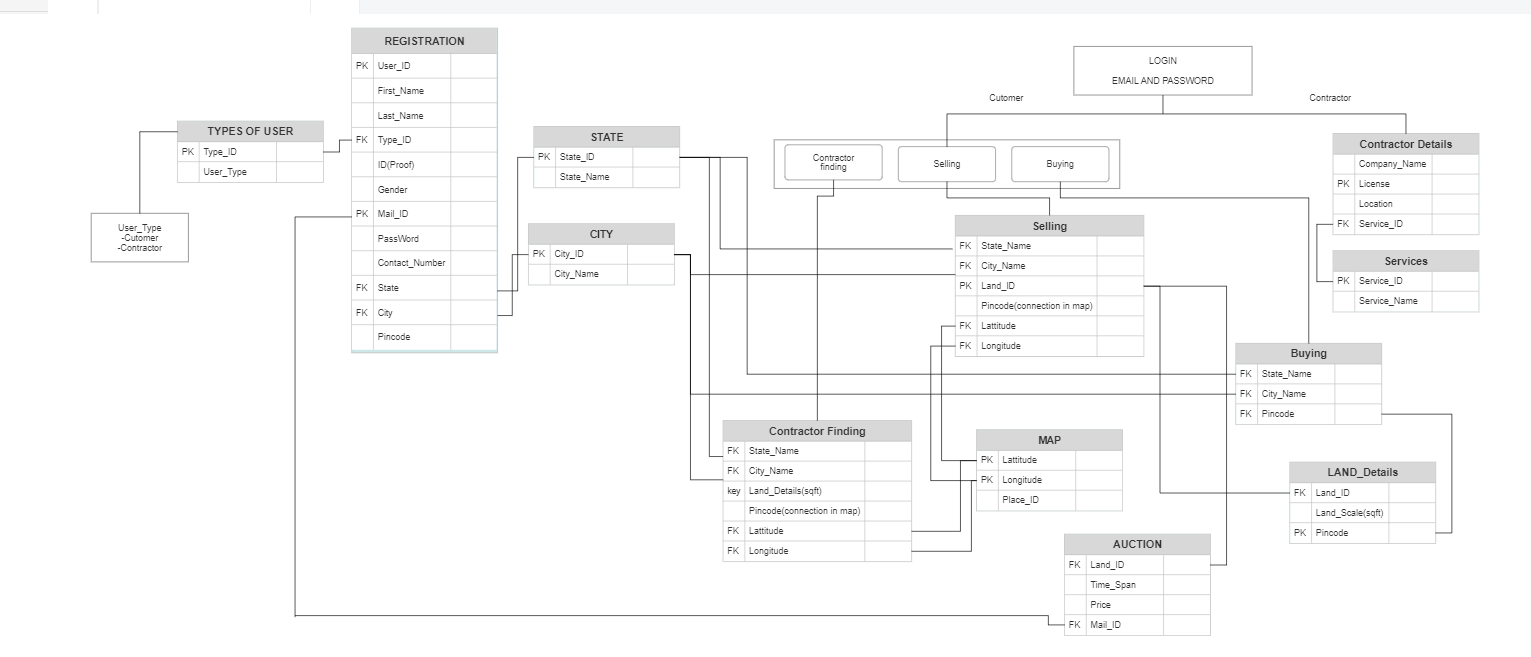 REGISTRATION
PK User_ID
First_Name
Last_Name
FK Type_ID
ID(Proof)
Gender
PK Mail_ID
PassWord
Contact_Number
FK State
FK City
Pincode
TYPES OF USER
PK Type_ID
User_Type
User_Type
-Cutomer
-Contractor
STATE
PK State_ID
State_Name
CITY
PK City_ID
City_Name
LOGIN
EMAIL AND PASSWORD
Cutomer
Contractor
Contractor
finding
Selling
Buying
Contractor Details
Company_Name
PK License
Location
FK Service_ID
Services
PK Service_ID
Service_Name
Selling
FK State_Name
FK City_Name
PK Land_ID
Pincode(connection in map)
FK Lattitude
FK Longitude
Buying
FK State_Name
FK City_Name
FK Pincode
Contractor Finding
FK State_Name
FK City_Name
key Land_Details(sqft)
Pincode(connection in map)
FK Lattitude
FK Longitude
MAP
PK Lattitude
PK Longitude
Place_ID
LAND_Details
FK Land_ID
Land_Scale(sqft)
PK Pincode
AUCTION
FK Land_ID
Time_Span
Price
FK Mail_ID